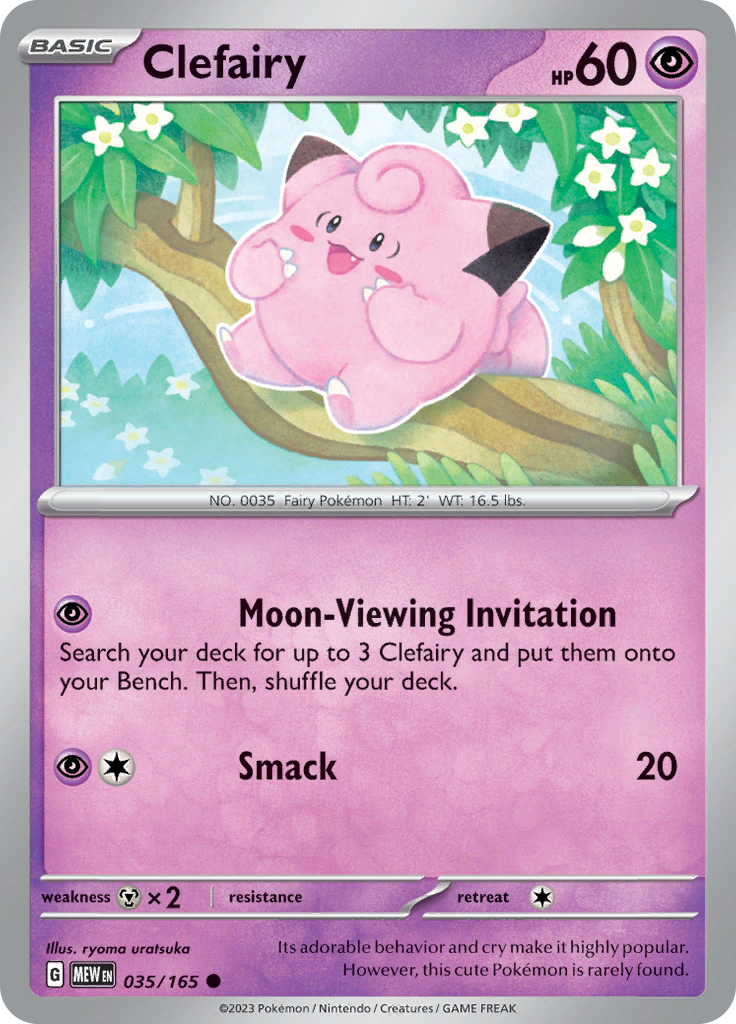 BASIC
Clefairy
HP 60
NO. 0035 Fairy Pokémon HT: 2' WT: 16.5 lbs.
Moon-Viewing Invitation
Search your deck for up to 3 Clefairy and put them onto
your Bench. Then, shuffle your deck.
Smack 20
weakness ×2 resistance retreat
Illus. ryoma uratsuka
Its adorable behavior and cry make it highly popular.
However, this cute Pokémon is rarely found.
G MEW EN 035/165
©2023 Pokémon / Nintendo / Creatures / GAME FREAK